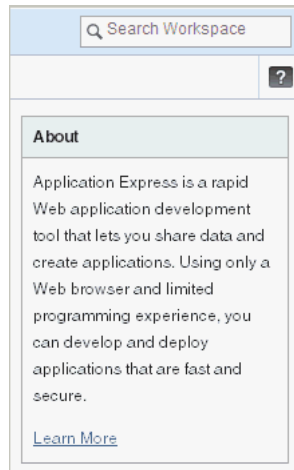 Search Workspace
?
About
Application Express is a rapid
Web application development
tool that lets you share data and
create applications. Using only a
Web browser and limited
programming experience, you
can develop and deploy
applications that are fast and
secure.
Learn More